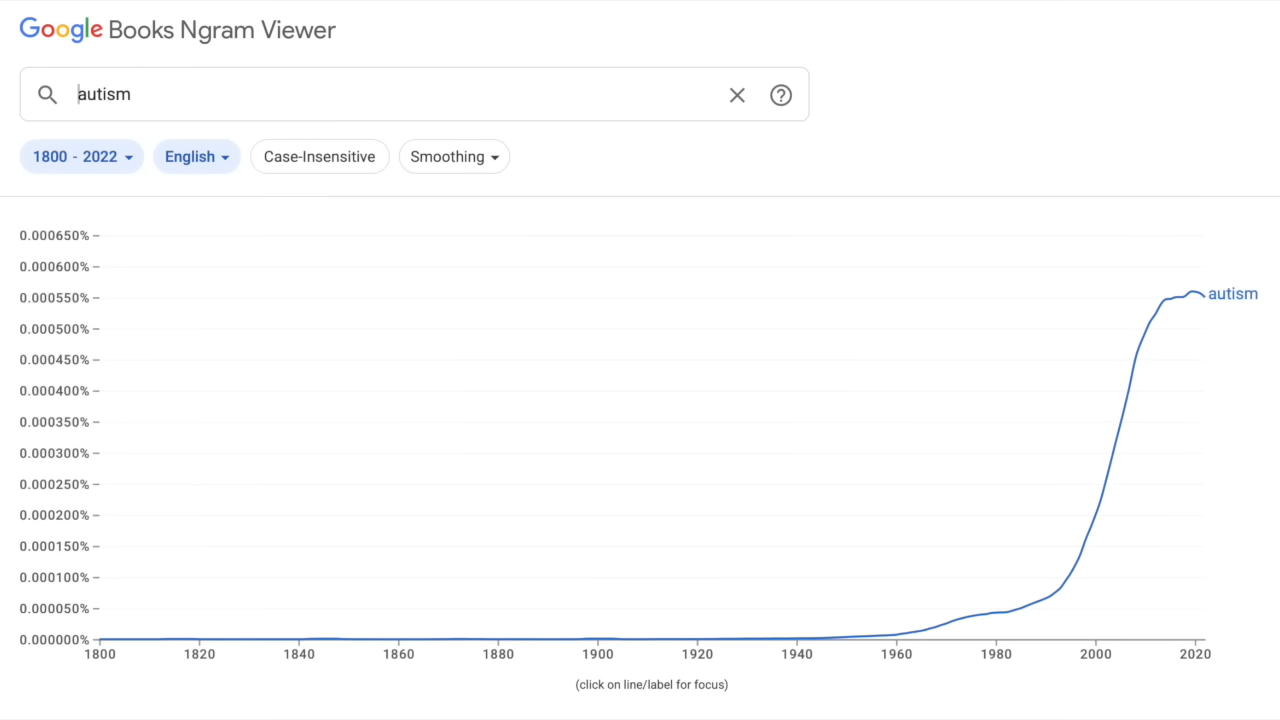 Google Books Ngram Viewer
autism
1800 - 2022 English Case-Insensitive Smoothing
0.000650%
0.000600%
0.000550%
autism
0.000500%
0.000450%
0.000400%
0.000350%
0.000300%
0.000250%
0.000200%
0.000150%
0.000100%
0.000050%
0.000000%
1800 1820 1840 1860 1880 1900 1920 1940 1960 1980 2000 2020
(click on line/label for focus)